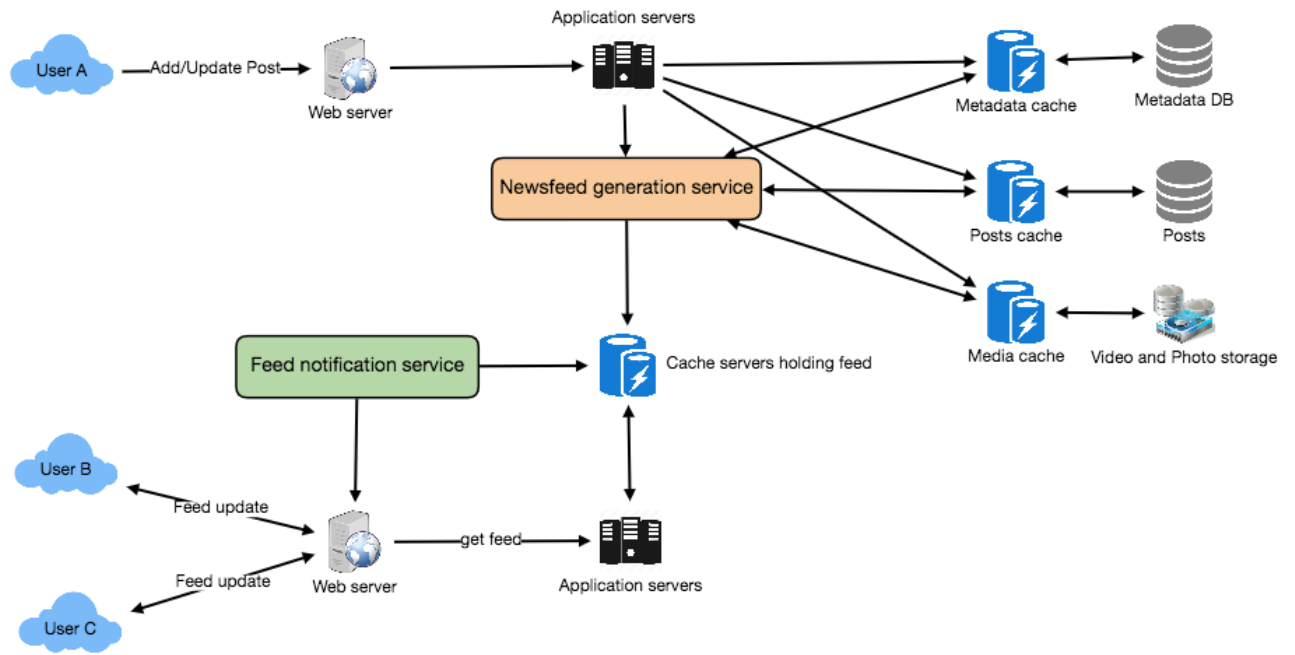 Application servers
User A
Add/Update Post
Web server
Metadata cache
Metadata DB
Newsfeed generation service
Posts cache
Posts
Media cache
Video and Photo storage
Feed notification service
Cache servers holding feed
User B
Feed update
get feed
Feed update
Web server
Application servers
User C